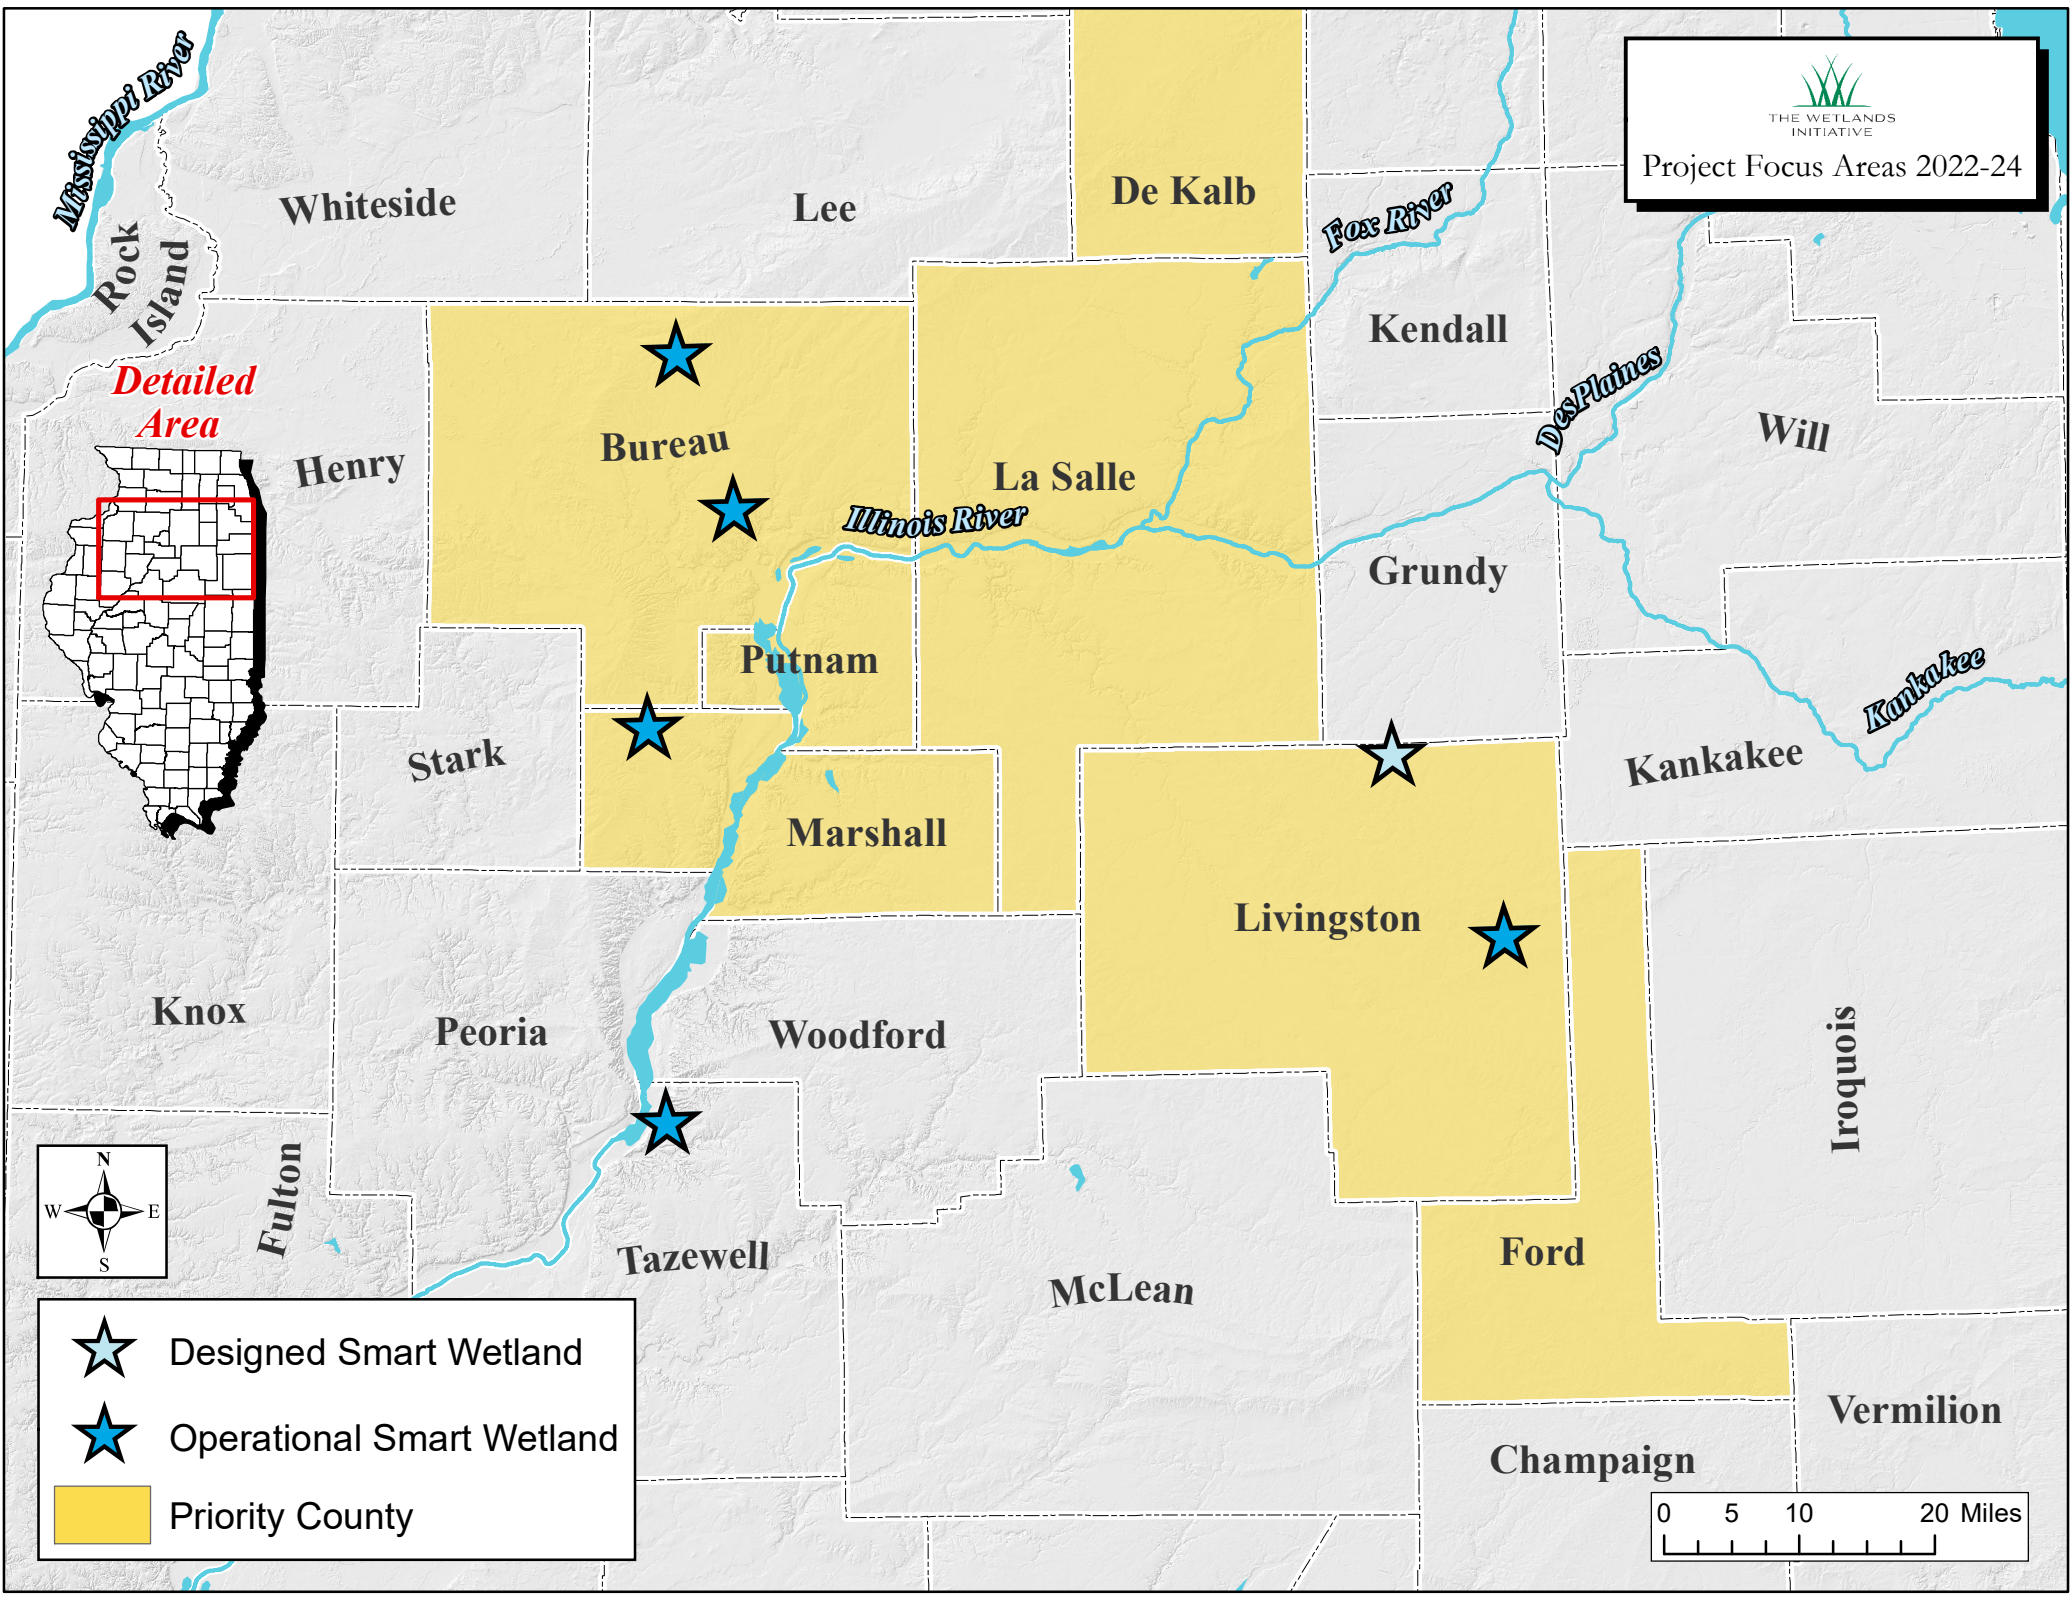 Mississippi River
THE WETLANDS
INITIATIVE
Project Focus Areas 2022-24
Whiteside
Lee
De Kalb
Fox River
Rock
Island
Kendall
Detailed
Area
DesPlaines
Will
Henry
Bureau
La Salle
Illinois River
Grundy
Putnam
Kankakee
Stark
Kankakee
Marshall
Livingston
Knox
Peoria
Woodford
Iroquois
N
W
E
S
Fulton
Tazewell
McLean
Ford
Vermilion
Champaign
Designed Smart Wetland
Operational Smart Wetland
Priority County
0 5 10 20 Miles